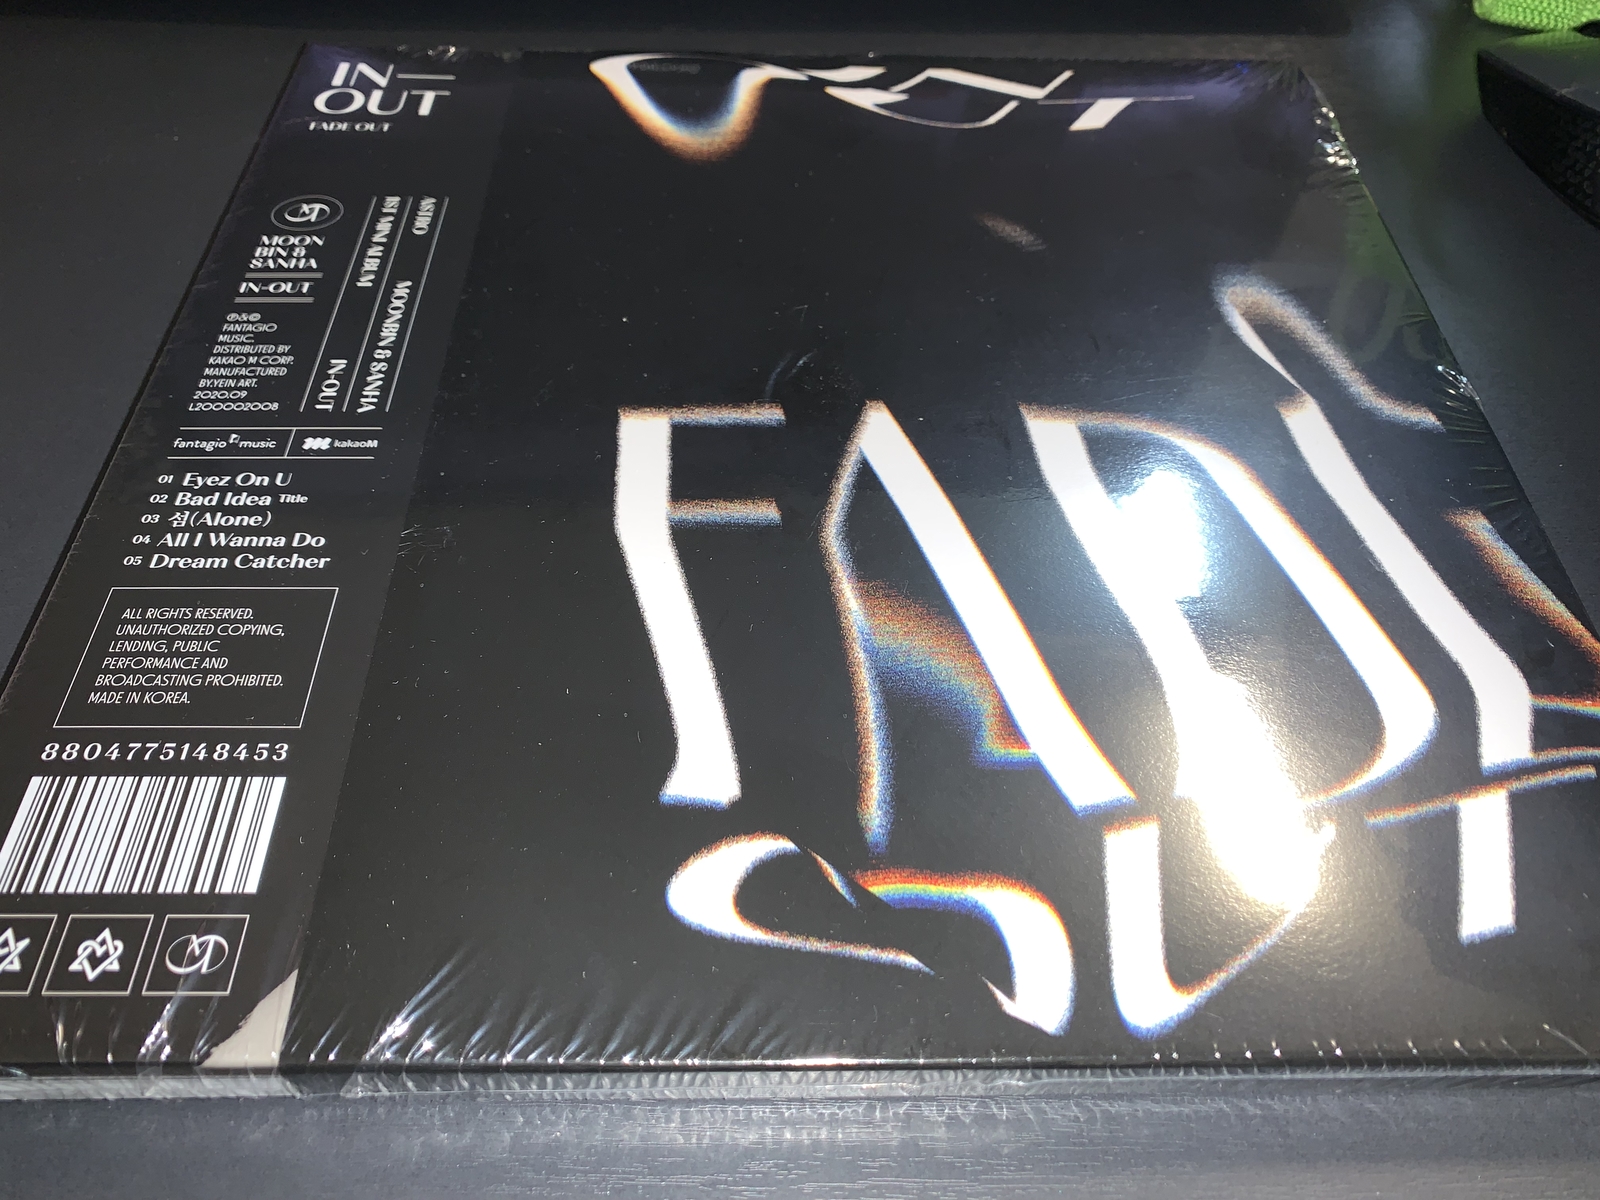 IN—
OUT
FADE OUT
MOON
BIN &
SANHA
IN-OUT
℗&©
FANTAGIO
MUSIC.
DISTRIBUTED BY
KAKAO M CORP.
MANUFACTURED
BY.YEIN ART.
2020.09
L200002008
ASTRO MOONBIN & SANHA
1ST MINI ALBUM IN-OUT
fantagio music kakaoM
01 Eyez On U
02 Bad Idea Title
03 섬(Alone)
04 All I Wanna Do
05 Dream Catcher
ALL RIGHTS RESERVED.
UNAUTHORIZED COPYING,
LENDING, PUBLIC
PERFORMANCE AND
BROADCASTING PROHIBITED.
MADE IN KOREA.
8804775148453
FADE
OUT